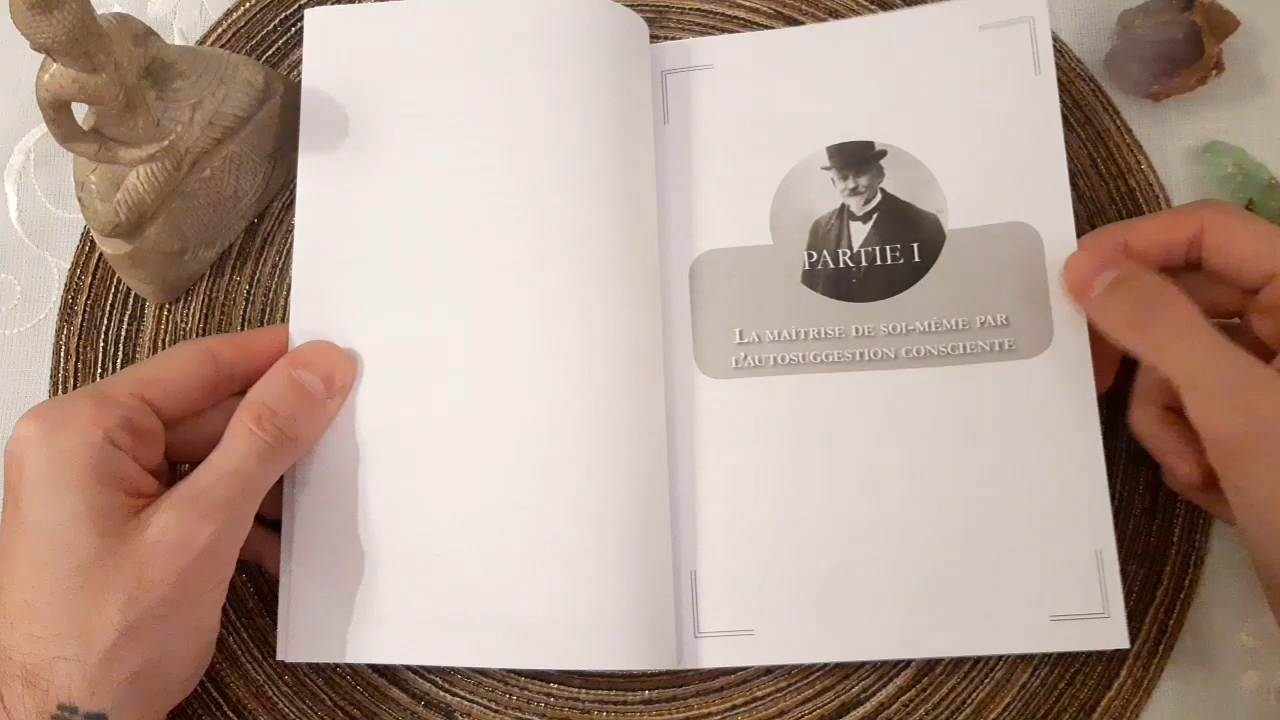 PARTIE I
LA MAÎTRISE DE SOI-MÊME PAR
L'AUTOSUGGESTION CONSCIENTE